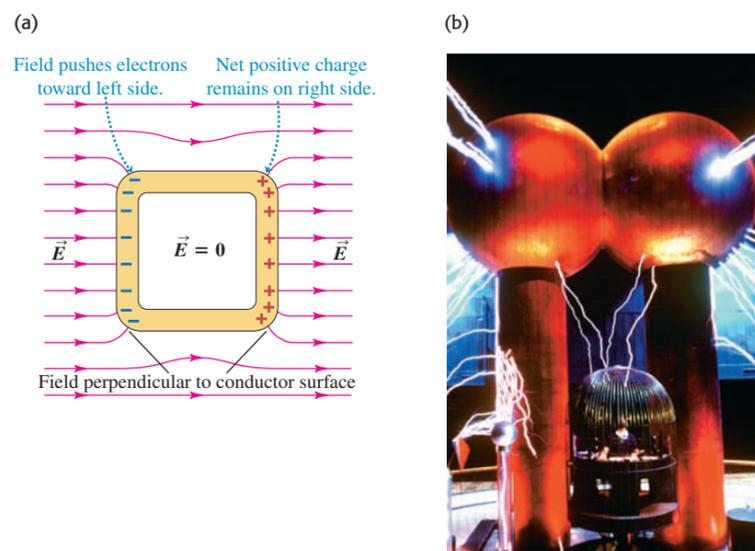 (a)
Field pushes electrons
toward left side.
Net positive charge
remains on right side.
E
E = 0
E
Field perpendicular to conductor surface
(b)